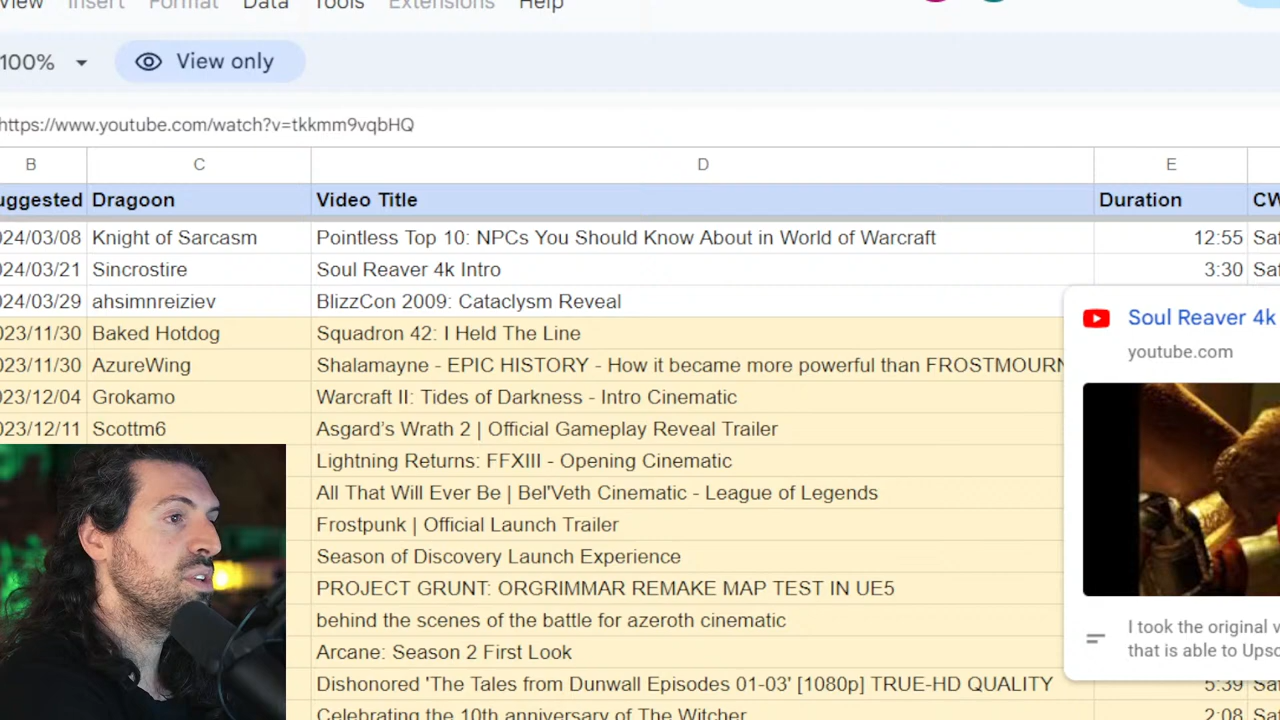 View Insert Format Data Tools Extensions Help
100% View only
https://www.youtube.com/watch?v=tkkmm9vqbHQ
B C D E
uggested Dragoon Video Title Duration CW
024/03/08 Knight of Sarcasm Pointless Top 10: NPCs You Should Know About in World of Warcraft 12:55 Sa
024/03/21 Sincrostire Soul Reaver 4k Intro 3:30 Sa
024/03/29 ahsimnreiziev BlizzCon 2009: Cataclysm Reveal
023/11/30 Baked Hotdog Squadron 42: I Held The Line
023/11/30 AzureWing Shalamayne - EPIC HISTORY - How it became more powerful than FROSTMOURN
023/12/04 Grokamo Warcraft II: Tides of Darkness - Intro Cinematic
023/12/11 Scottm6 Asgard’s Wrath 2 | Official Gameplay Reveal Trailer
Lightning Returns: FFXIII - Opening Cinematic
All That Will Ever Be | Bel'Veth Cinematic - League of Legends
Frostpunk | Official Launch Trailer
Season of Discovery Launch Experience
PROJECT GRUNT: ORGRIMMAR REMAKE MAP TEST IN UE5
behind the scenes of the battle for azeroth cinematic
Arcane: Season 2 First Look
Dishonored 'The Tales from Dunwall Episodes 01-03' [1080p] TRUE-HD QUALITY 5:39 Sa
Celebrating the 10th anniversary of The Witcher 2:08 Sa
Soul Reaver 4k
youtube.com
I took the original v
that is able to Upsc